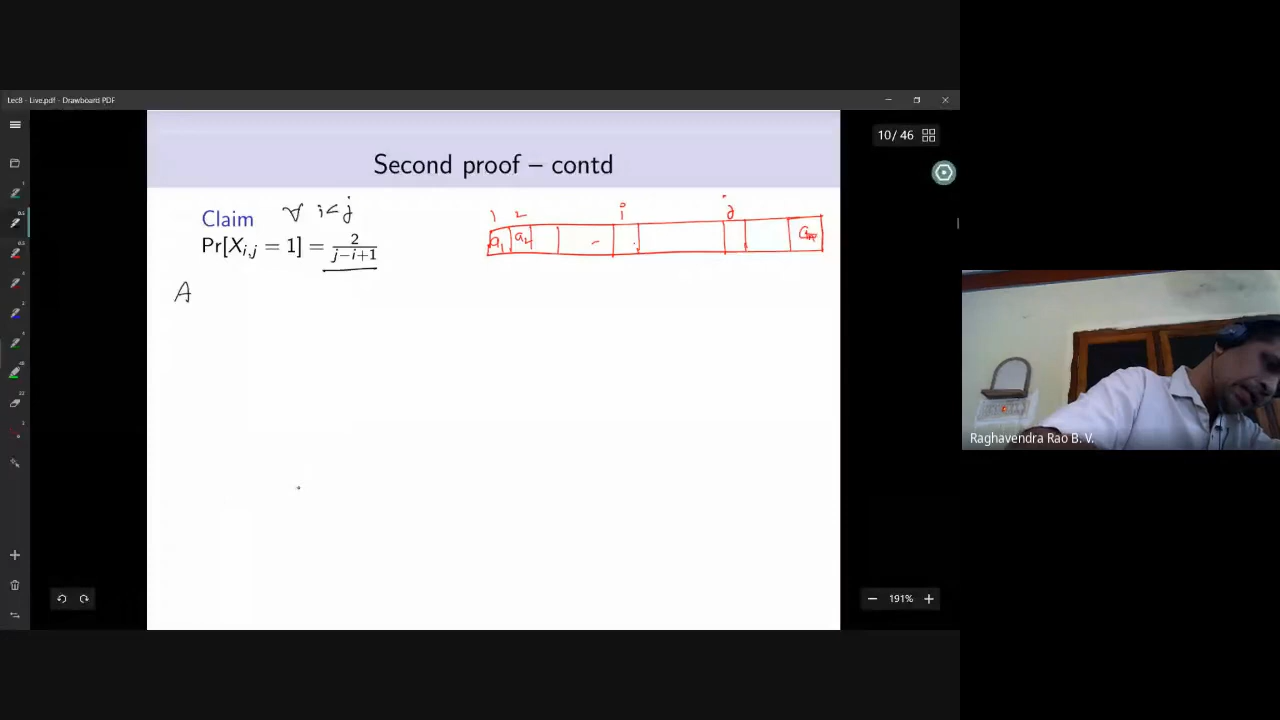 Lec8 - Live.pdf - Drawboard PDF
10 / 46
Second proof – contd
Claim ∀ i<j
Pr[X_{i,j} = 1] = \frac{2}{j−i+1}
1 2 i j
a₁ a₂
A
191%
Raghavendra Rao B. V.